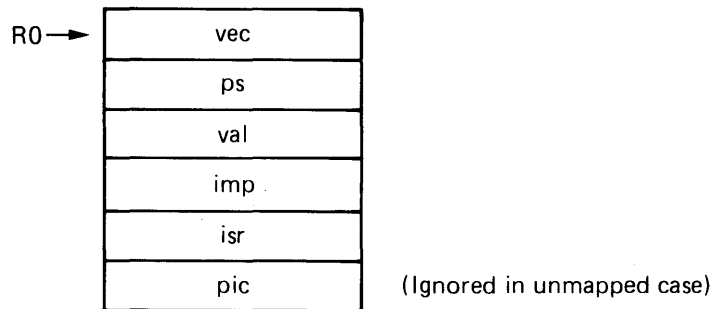 R0 vec
ps
val
imp
isr
pic (Ignored in unmapped case)